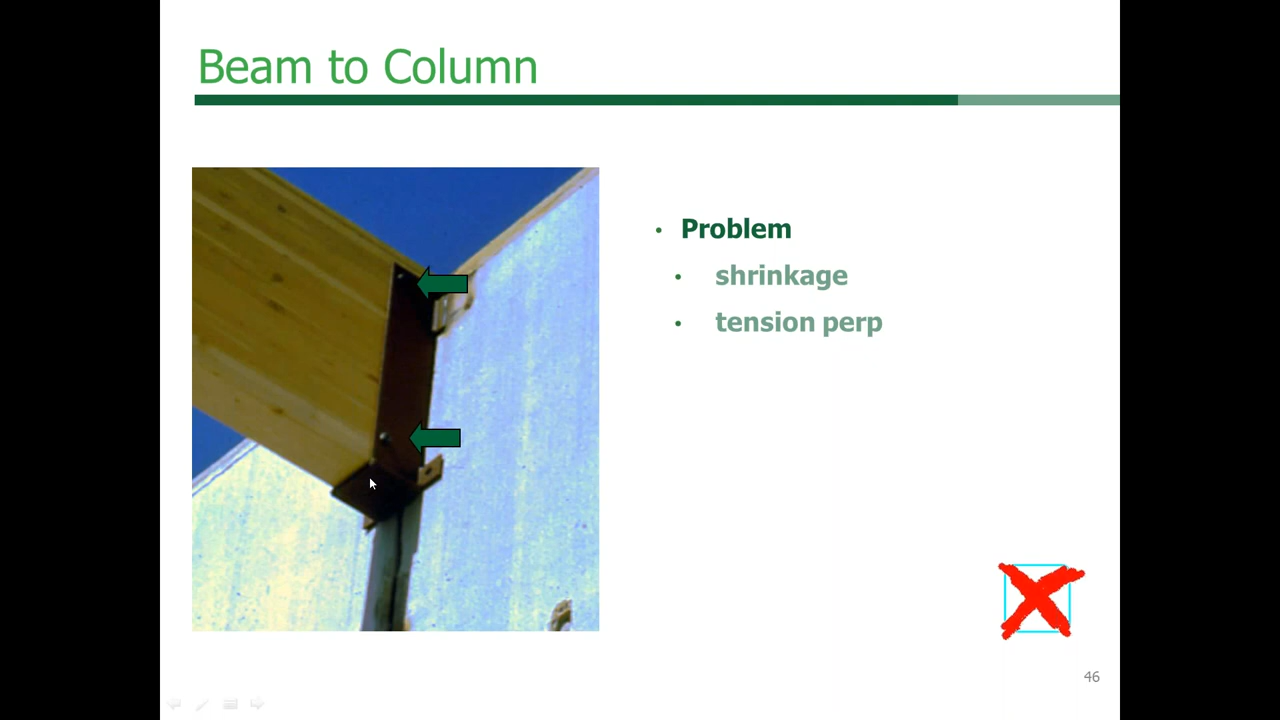 Beam to Column
• Problem
• shrinkage
• tension perp
46